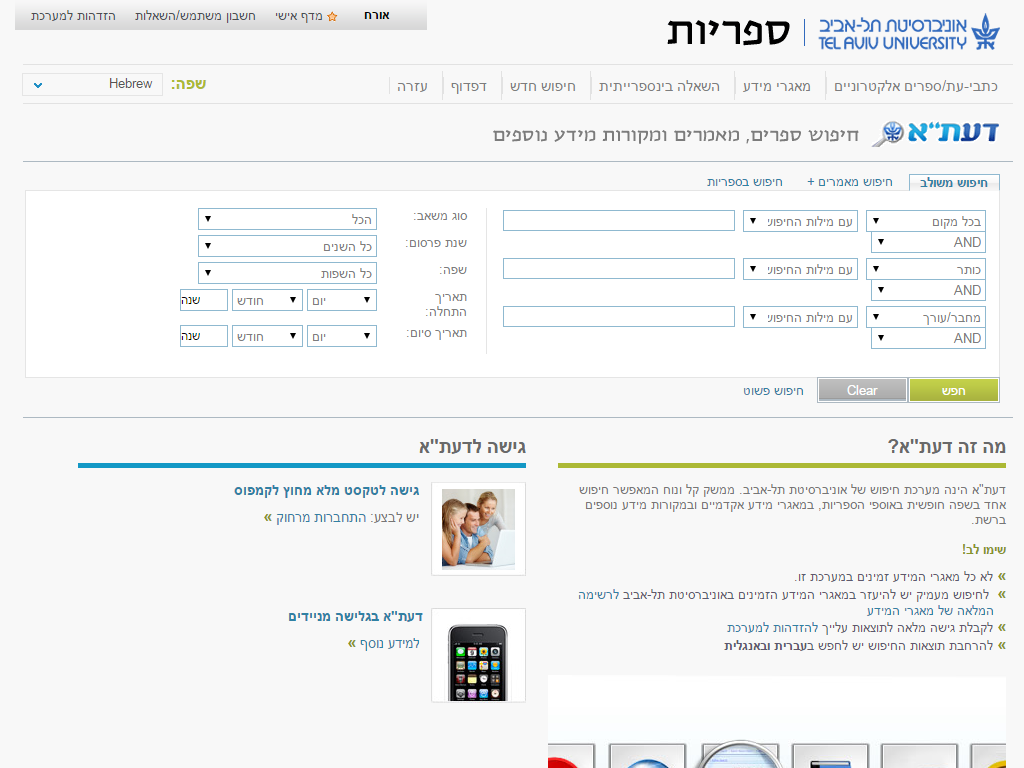 אורח
מדף אישי
חשבון משתמש/השאלות
הזדהות למערכת
אוניברסיטת תל-אביב
TEL AVIV UNIVERSITY
ספריות
כתבי-עת/ספרים אלקטרוניים
מאגרי מידע
השאלה בינספרייתית
חיפוש חדש
דפדוף
עזרה
שפה:
Hebrew
דעת"א
חיפוש ספרים, מאמרים ומקורות מידע נוספים
חיפוש משולב
חיפוש מאמרים +
חיפוש בספריות
בכל מקום
עם מילות החיפוש
AND
כותר
עם מילות החיפוש
AND
מחבר/עורך
עם מילות החיפוש
AND
סוג משאב:
הכל
שנת פרסום:
כל השנים
שפה:
כל השפות
תאריך התחלה:
יום
חודש
שנה
תאריך סיום:
יום
חודש
שנה
חפש
Clear
חיפוש פשוט
מה זה דעת"א?
דעת"א הינה מערכת חיפוש של אוניברסיטת תל-אביב. ממשק קל ונוח המאפשר חיפוש
אחד בשפה חופשית באוספי הספריות, במאגרי מידע אקדמיים ובמקורות מידע נוספים
ברשת.
שימו לב!
» לא כל מאגרי המידע זמינים במערכת זו.
» לחיפוש מעמיק יש להיעזר במאגרי המידע הזמינים באוניברסיטת תל-אביב לרשימה
המלאה של מאגרי המידע
» לקבלת גישה מלאה לתוצאות עלייך להזדהות למערכת
» להרחבת תוצאות החיפוש יש לחפש בעברית ובאנגלית
גישה לדעת"א
גישה לטקסט מלא מחוץ לקמפוס
יש לבצע: התחברות מרחוק »
דעת"א בגלישה מניידים
למידע נוסף »